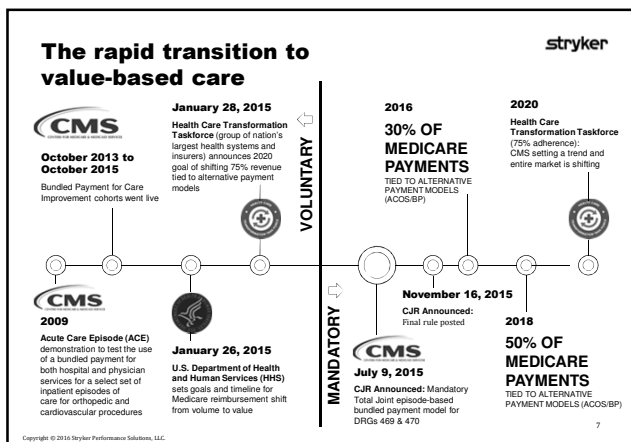 The rapid transition to
value-based care
stryker
CMS
CENTERS FOR MEDICARE & MEDICAID SERVICES
October 2013 to
October 2015
Bundled Payment for Care
Improvement cohorts went live
January 28, 2015
Health Care Transformation
Taskforce (group of nation's
largest health systems and
insurers) announces 2020
goal of shifting 75% revenue
tied to alternative payment
models
VOLUNTARY
2016
30% OF
MEDICARE
PAYMENTS
TIED TO ALTERNATIVE
PAYMENT MODELS
(ACOS/BP)
2020
Health Care
Transformation Taskforce
(75% adherence):
CMS setting a trend and
entire market is shifting
CMS
2009
Acute Care Episode (ACE)
demonstration to test the use
of a bundled payment for
both hospital and physician
services for a select set of
inpatient episodes of
care for orthopedic and
cardiovascular procedures
January 26, 2015
U.S. Department of Health
and Human Services (HHS)
sets goals and timeline for
Medicare reimbursement shift
from volume to value
MANDATORY
CMS
July 9, 2015
CJR Announced: Mandatory
Total Joint episode-based
bundled payment model for
DRGs 469 & 470
November 16, 2015
CJR Announced:
Final rule posted
2018
50% OF
MEDICARE
PAYMENTS
TIED TO ALTERNATIVE
PAYMENT MODELS (ACOS/BP)
7
Copyright © 2016 Stryker Performance Solutions, LLC.